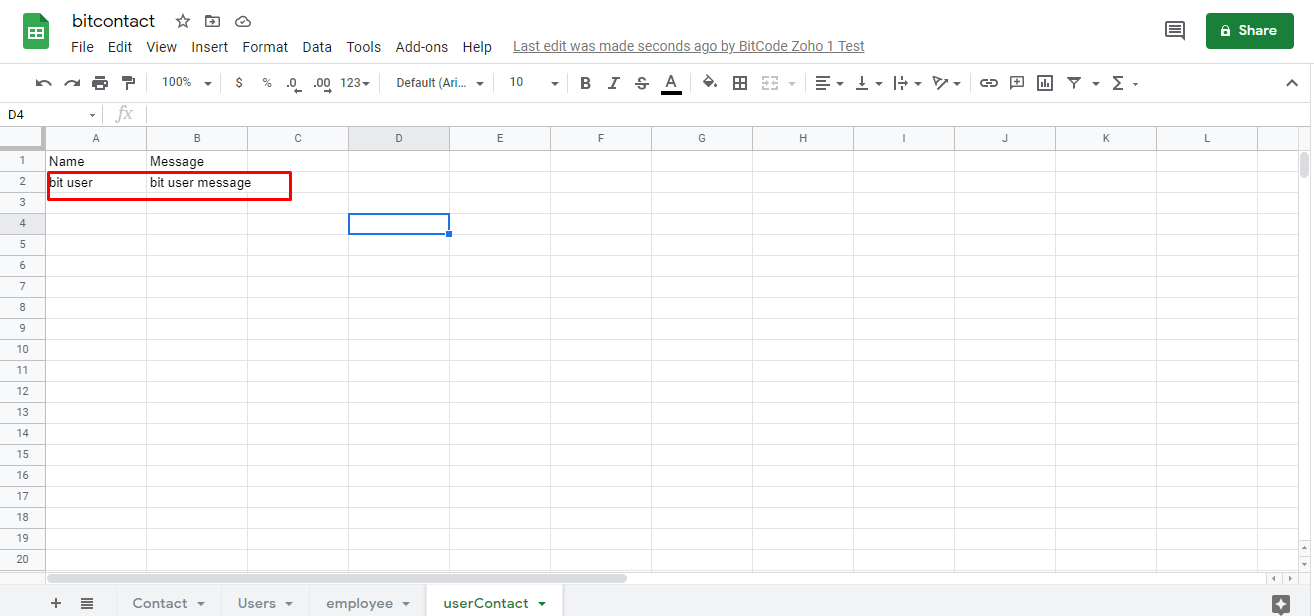 bitcontact
File Edit View Insert Format Data Tools Add-ons Help Last edit was made seconds ago by BitCode Zoho 1 Test
Share
100% $ % .0 .00 123 Default (Ari... 10 B I S A Σ
D4 fx
A B C D E F G H I J K L
1 Name Message
2 bit user bit user message
3
4
5
6
7
8
9
10
11
12
13
14
15
16
17
18
19
20
+ Contact Users employee userContact